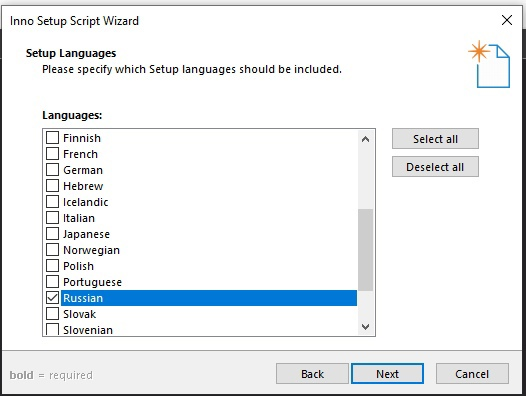 Inno Setup Script Wizard
Setup Languages
Please specify which Setup languages should be included.
Languages:
Finnish
French
German
Hebrew
Icelandic
Italian
Japanese
Norwegian
Polish
Portuguese
Russian
Slovak
Slovenian
Select all
Deselect all
bold = required
Back
Next
Cancel